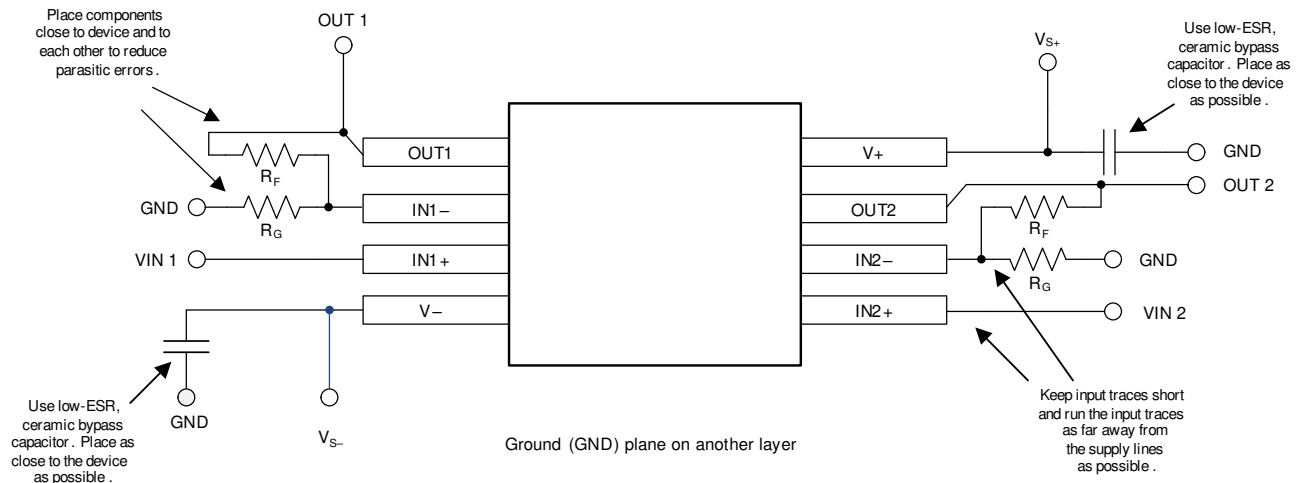 Place components
close to device and to
each other to reduce
parasitic errors .
OUT 1
VS+
Use low-ESR,
ceramic bypass
capacitor . Place as
close to the device
as possible .
OUT1
RF
GND
RG
IN1−
VIN 1
IN1+
V−
V+
GND
OUT2
OUT 2
RF
IN2−
RG
GND
IN2+
VIN 2
Use low-ESR,
ceramic bypass
capacitor . Place as
close to the device
as possible .
GND
VS−
Ground (GND) plane on another layer
Keep input traces short
and run the input traces
as far away from
the supply lines
as possible .